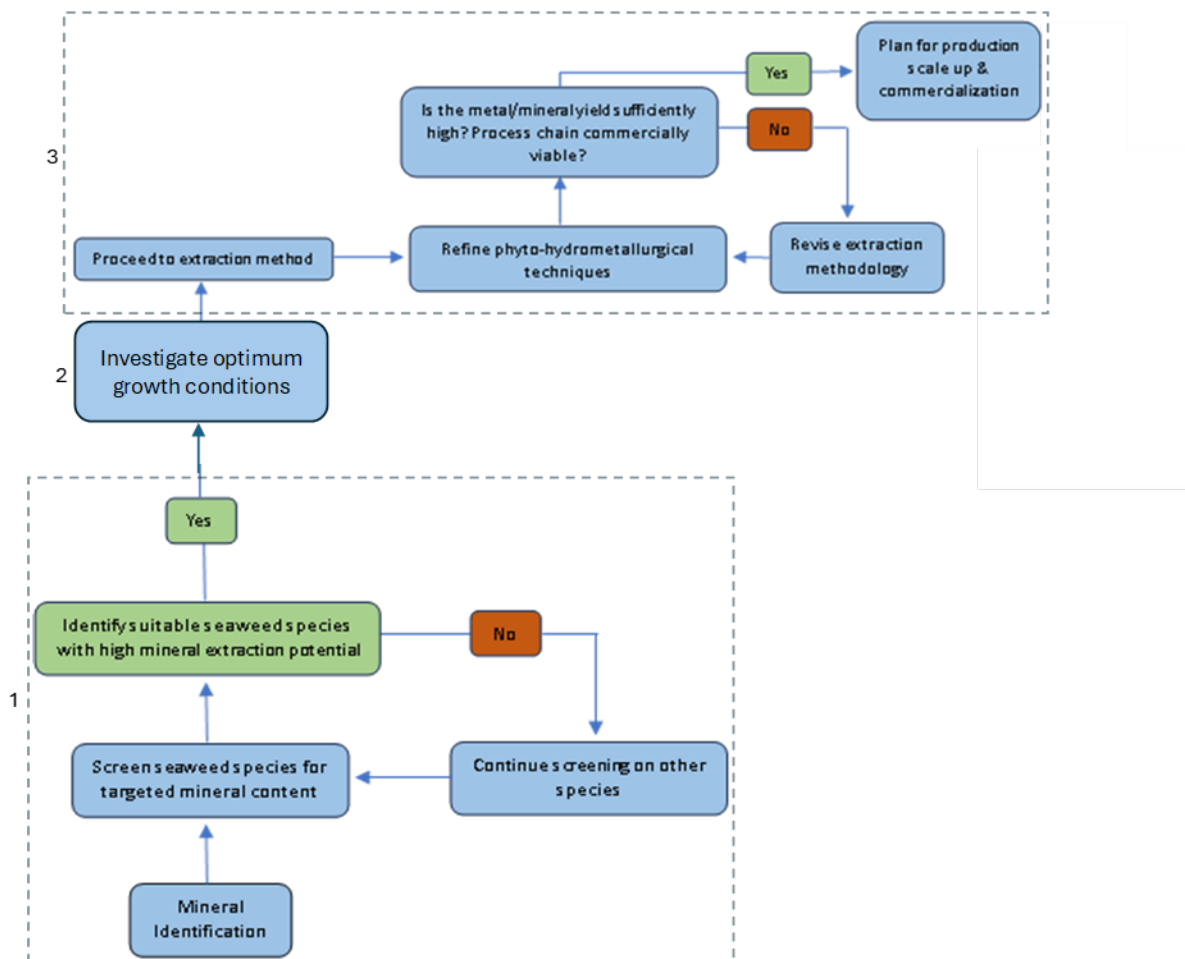 Plan for production
scale up &
commercialization
Yes
Is the metal/mineral yield sufficiently
high? Process chain commercially
viable?
No
3
Proceed to extraction method
Refine phyto-hydrometallurgical
techniques
Revise extraction
methodology
2
Investigate optimum
growth conditions
Yes
Identify suitable seaweed species
with high mineral extraction potential
No
1
Screen seaweed species for
targeted mineral content
Continue screening on other
species
Mineral
Identification